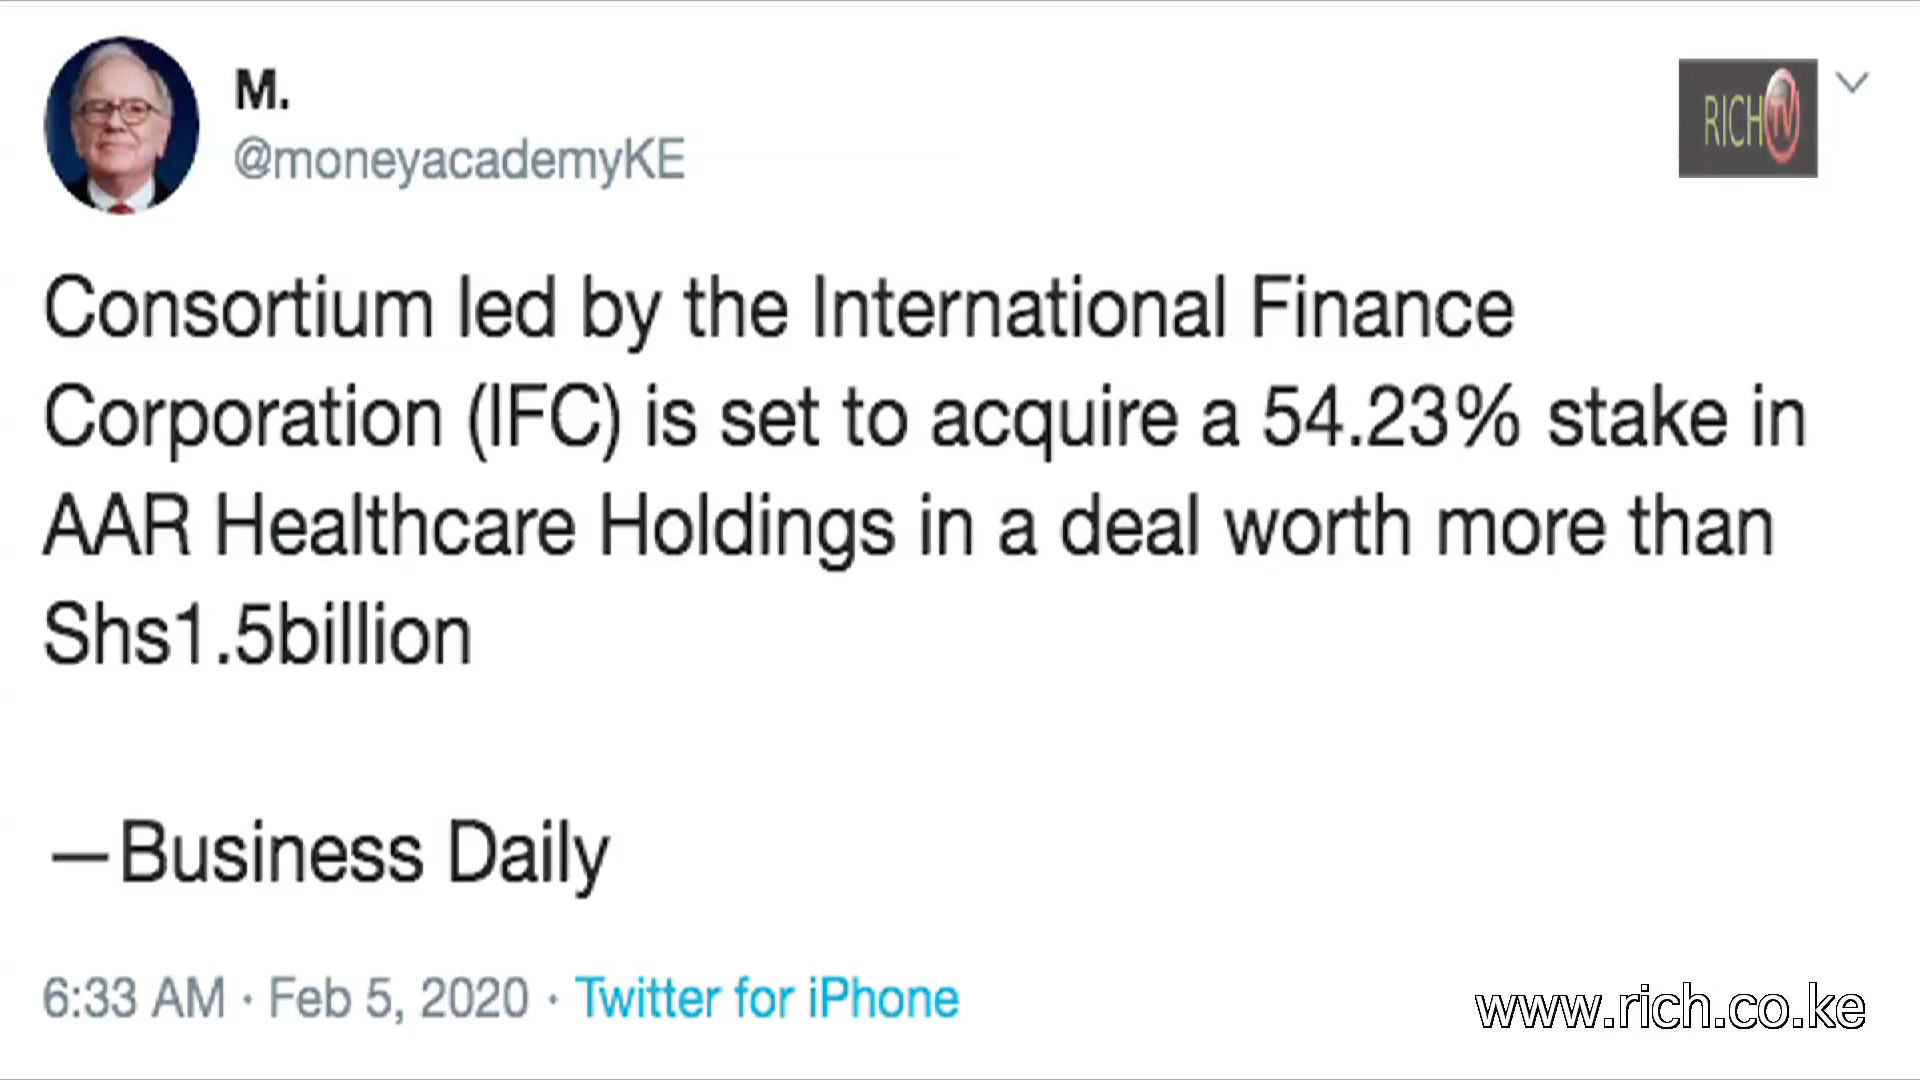 M.
@moneyacademyKE
RICHTV
Consortium led by the International Finance
Corporation (IFC) is set to acquire a 54.23% stake in
AAR Healthcare Holdings in a deal worth more than
Shs1.5billion
—Business Daily
6:33 AM · Feb 5, 2020 · Twitter for iPhone
www.rich.co.ke